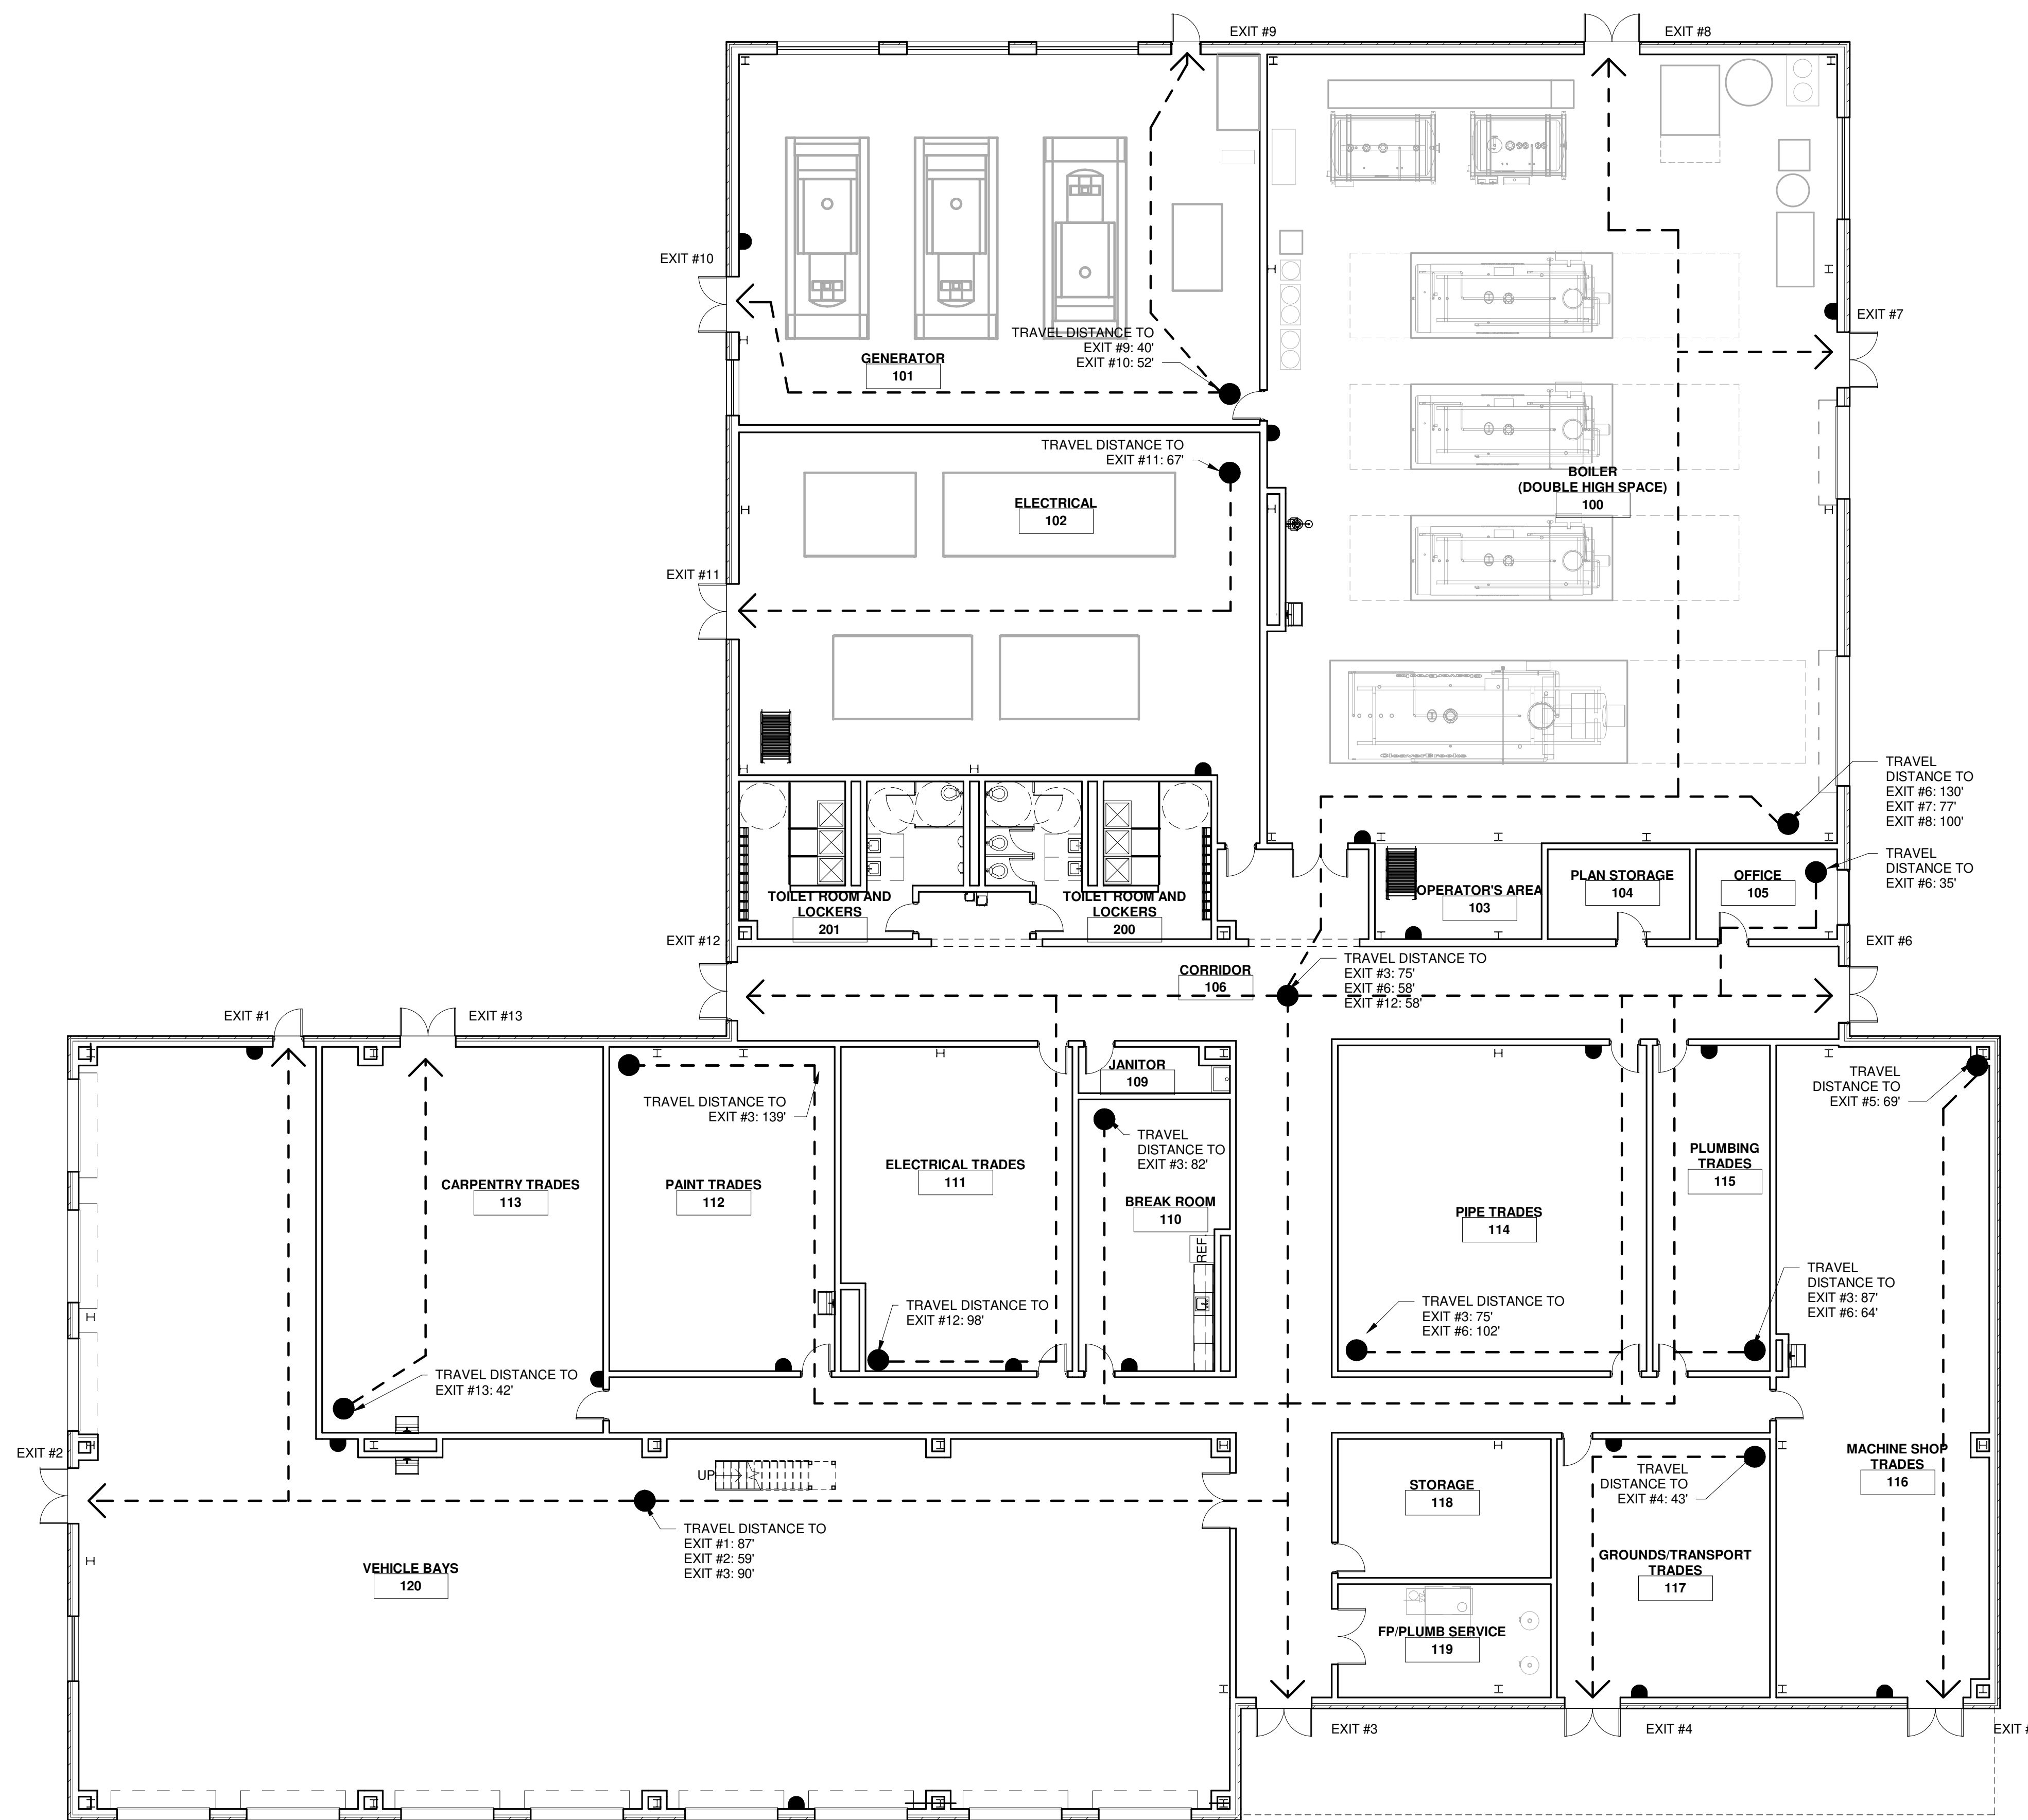 EXIT #9
EXIT #8
EXIT #10
EXIT #7
TRAVEL DISTANCE TO
EXIT #9: 40'
EXIT #10: 52'
GENERATOR
101
TRAVEL DISTANCE TO
EXIT #11: 67'
ELECTRICAL
102
BOILER
(DOUBLE HIGH SPACE)
100
EXIT #11
TRAVEL
DISTANCE TO
EXIT #6: 130'
EXIT #7: 77'
EXIT #8: 100'
TRAVEL
DISTANCE TO
EXIT #6: 35'
TOILET ROOM AND
LOCKERS
201
TOILET ROOM AND
LOCKERS
200
OPERATOR'S AREA
103
PLAN STORAGE
104
OFFICE
105
EXIT #12
EXIT #6
CORRIDOR
106
TRAVEL DISTANCE TO
EXIT #3: 75'
EXIT #6: 58'
EXIT #12: 58'
EXIT #1
EXIT #13
JANITOR
109
TRAVEL
DISTANCE TO
EXIT #5: 69'
TRAVEL DISTANCE TO
EXIT #3: 139'
TRAVEL
DISTANCE TO
EXIT #3: 82'
CARPENTRY TRADES
113
PAINT TRADES
112
ELECTRICAL TRADES
111
BREAK ROOM
110
REF.
PIPE TRADES
114
PLUMBING
TRADES
115
TRAVEL DISTANCE TO
EXIT #12: 98'
TRAVEL DISTANCE TO
EXIT #3: 75'
EXIT #6: 102'
TRAVEL
DISTANCE TO
EXIT #3: 87'
EXIT #6: 64'
TRAVEL DISTANCE TO
EXIT #13: 42'
EXIT #2
UP
STORAGE
118
TRAVEL
DISTANCE TO
EXIT #4: 43'
MACHINE SHOP
TRADES
116
TRAVEL DISTANCE TO
EXIT #1: 87'
EXIT #2: 59'
EXIT #3: 90'
VEHICLE BAYS
120
GROUNDS/TRANSPORT
TRADES
117
FP/PLUMB SERVICE
119
EXIT #3
EXIT #4
EXIT #